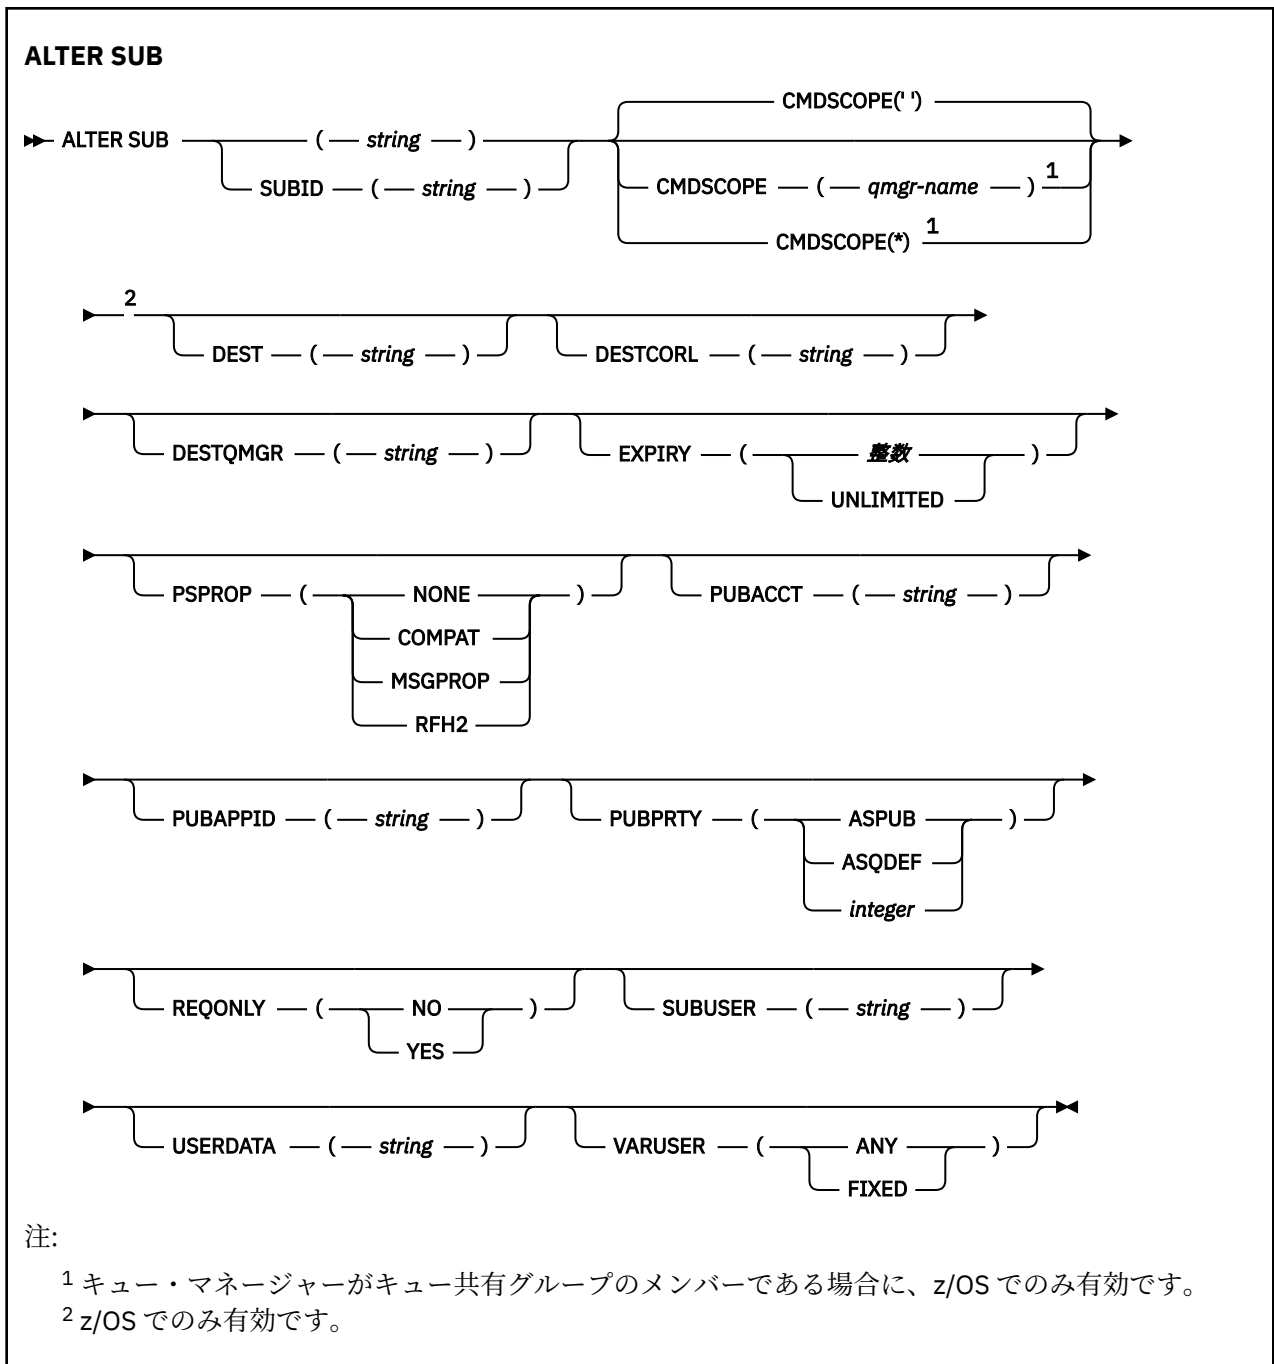 ALTER SUB
CMDSCOPE(' ')
ALTER SUB ( string )
SUBID ( string ) CMDSCOPE ( qmgr-name ) 1
CMDSCOPE(*) 1
2
DEST ( string ) DESTCORL ( string )
DESTQMGR ( string ) EXPIRY ( 整数 )
UNLIMITED
PSPROP ( NONE ) PUBACCT ( string )
COMPAT
MSGPROP
RFH2
PUBAPPID ( string ) PUBPRTY ( ASPUB )
ASQDEF
integer
REQONLY ( NO ) SUBUSER ( string )
YES
USERDATA ( string ) VARUSER ( ANY )
FIXED
注:
1 キュー・マネージャーがキュー共有グループのメンバーである場合に、z/OS でのみ有効です。
2 z/OS でのみ有効です。